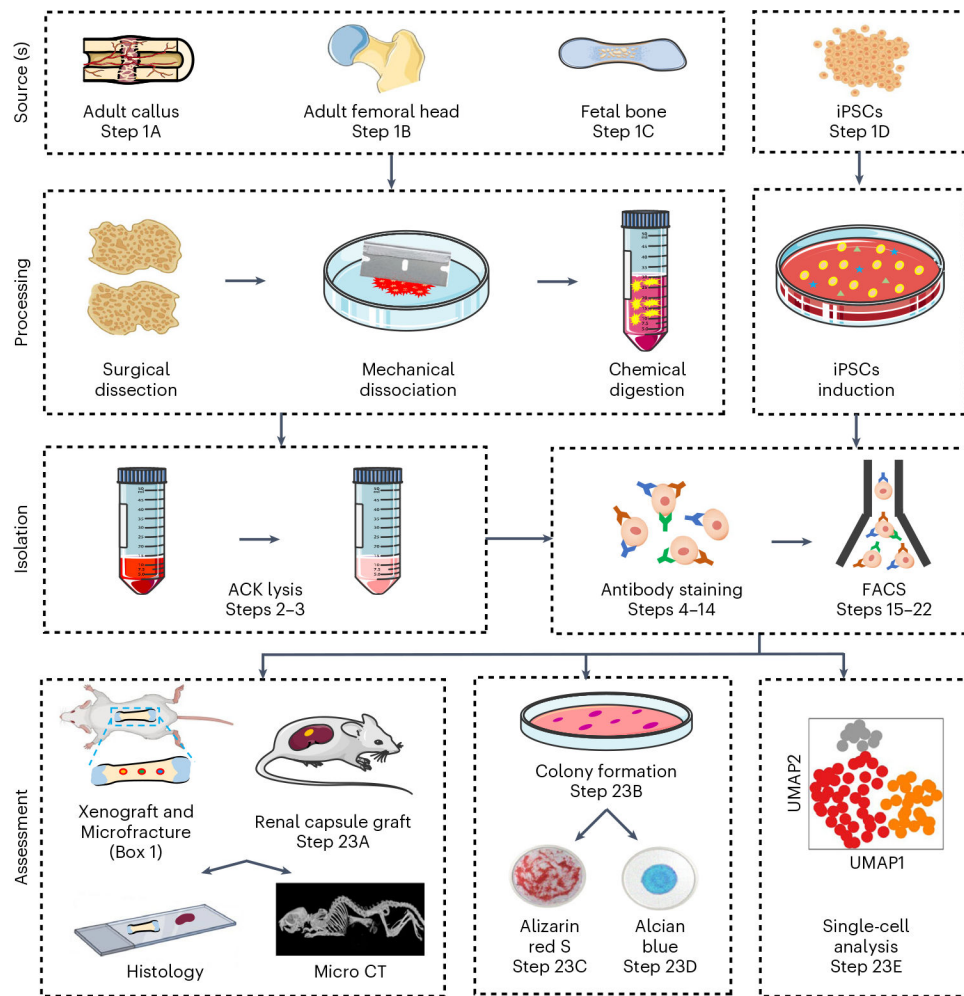 Source (s)
Adult callus
Step 1A
Adult femoral head
Step 1B
Fetal bone
Step 1C
iPSCs
Step 1D
Processing
Surgical
dissection
Mechanical
dissociation
Chemical
digestion
iPSCs
induction
Isolation
ACK lysis
Steps 2–3
Antibody staining
Steps 4–14
FACS
Steps 15–22
Assessment
Xenograft and
Microfracture
(Box 1)
Renal capsule graft
Step 23A
Histology
Micro CT
Colony formation
Step 23B
Alizarin
red S
Step 23C
Alcian
blue
Step 23D
UMAP2
UMAP1
Single-cell
analysis
Step 23E